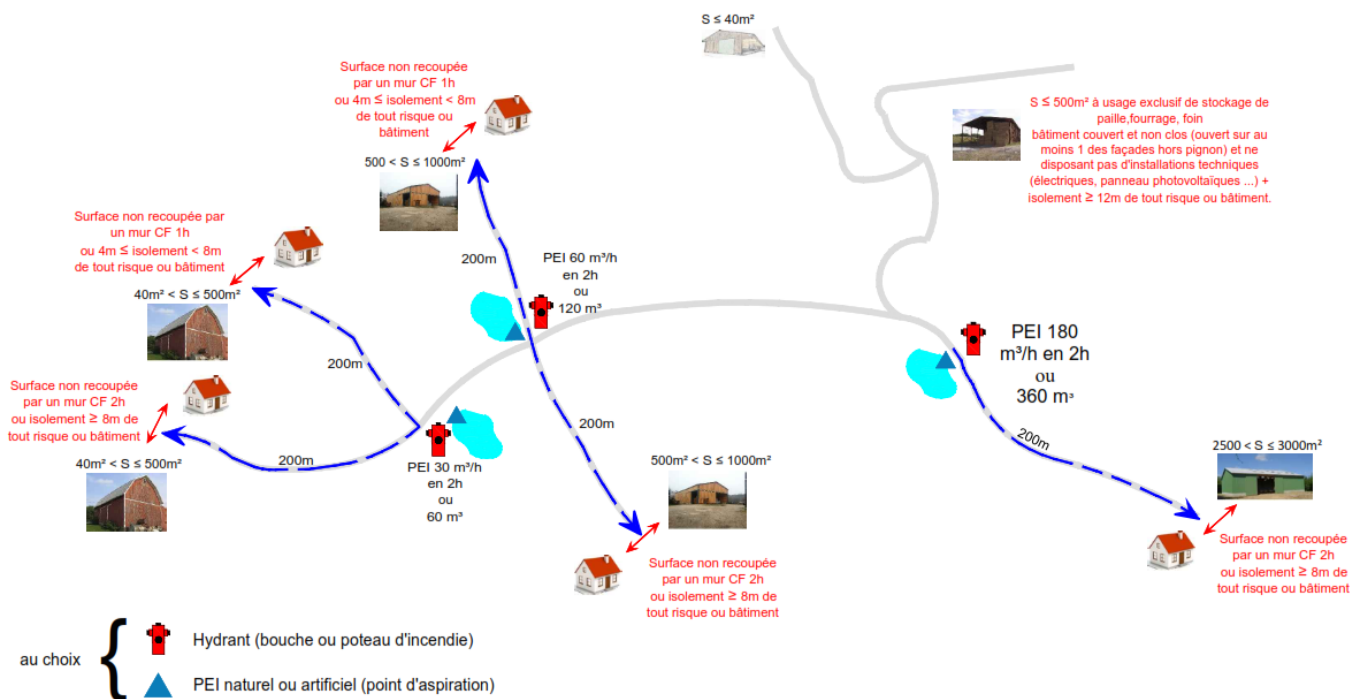 S ≤ 40m²
Surface non recoupée
par un mur CF 1h
ou 4m ≤ isolement < 8m
de tout risque ou
bâtiment
500 < S ≤ 1000m²
S ≤ 500m² à usage exclusif de stockage de
paille,fourrage, foin
bâtiment couvert et non clos (ouvert sur au
moins 1 des façades hors pignon) et ne
disposant pas d'installations techniques
(électriques, panneau photovoltaïques ...) +
isolement ≥ 12m de tout risque ou bâtiment.
Surface non recoupée par
un mur CF 1h
ou 4m ≤ isolement < 8m
de tout risque ou bâtiment
40m² < S ≤ 500m²
200m
PEI 60 m³/h
en 2h
ou
120 m³
200m
PEI 180
m³/h en 2h
ou
360 m³
Surface non recoupée
par un mur CF 2h
ou isolement ≥ 8m de
tout risque ou bâtiment
40m² < S ≤ 500m²
200m
PEI 30 m³/h
en 2h
ou
60 m³
200m
500m² < S ≤ 1000m²
Surface non recoupée
par un mur CF 2h
ou isolement ≥ 8m de
tout risque ou bâtiment
200m
2500 < S ≤ 3000m²
Surface non recoupée
par un mur CF 2h
ou isolement ≥ 8m de
tout risque ou bâtiment
au choix
Hydrant (bouche ou poteau d'incendie)
PEI naturel ou artificiel (point d'aspiration)